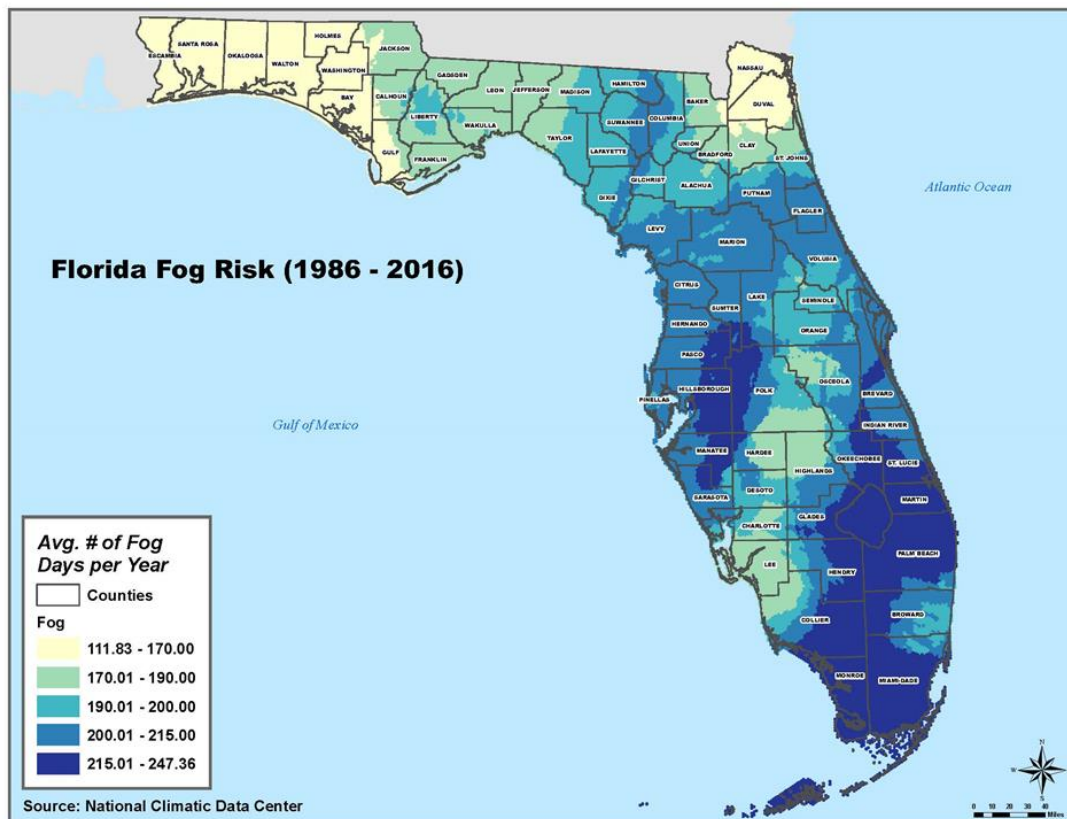 HOLMES
JACKSON
SANTA ROSA
ESCAMBIA
OKALOOSA
WALTON
WASHINGTON
NASSAU
GADSDEN
HAMILTON
LEON
JEFFERSON
MADISON
CALHOUN
BAY
LIBERTY
BAKER
DUVAL
SUWANNEE
COLUMBIA
WAKULLA
TAYLOR
UNION
CLAY
LAFAYETTE
BRADFORD
GULF
FRANKLIN
ST. JOHNS
GILCHRIST
ALACHUA
PUTNAM
DIXIE
Atlantic Ocean
FLAGLER
LEVY
MARION
Florida Fog Risk (1986 - 2016)
VOLUSIA
CITRUS
LAKE
SEMINOLE
SUMTER
HERNANDO
ORANGE
PASCO
OSCEOLA
HILLSBOROUGH
POLK
BREVARD
PINELLAS
Gulf of Mexico
INDIAN RIVER
MANATEE
HARDEE
OKEECHOBEE
ST. LUCIE
HIGHLANDS
DESOTO
SARASOTA
MARTIN
GLADES
CHARLOTTE
PALM BEACH
LEE
HENDRY
BROWARD
COLLIER
MONROE
MIAMI-DADE
Avg. # of Fog
Days per Year
Counties
Fog
111.83 - 170.00
170.01 - 190.00
190.01 - 200.00
200.01 - 215.00
215.01 - 247.36
Source: National Climatic Data Center
N
W
E
S
0 10 20 30 40
Miles